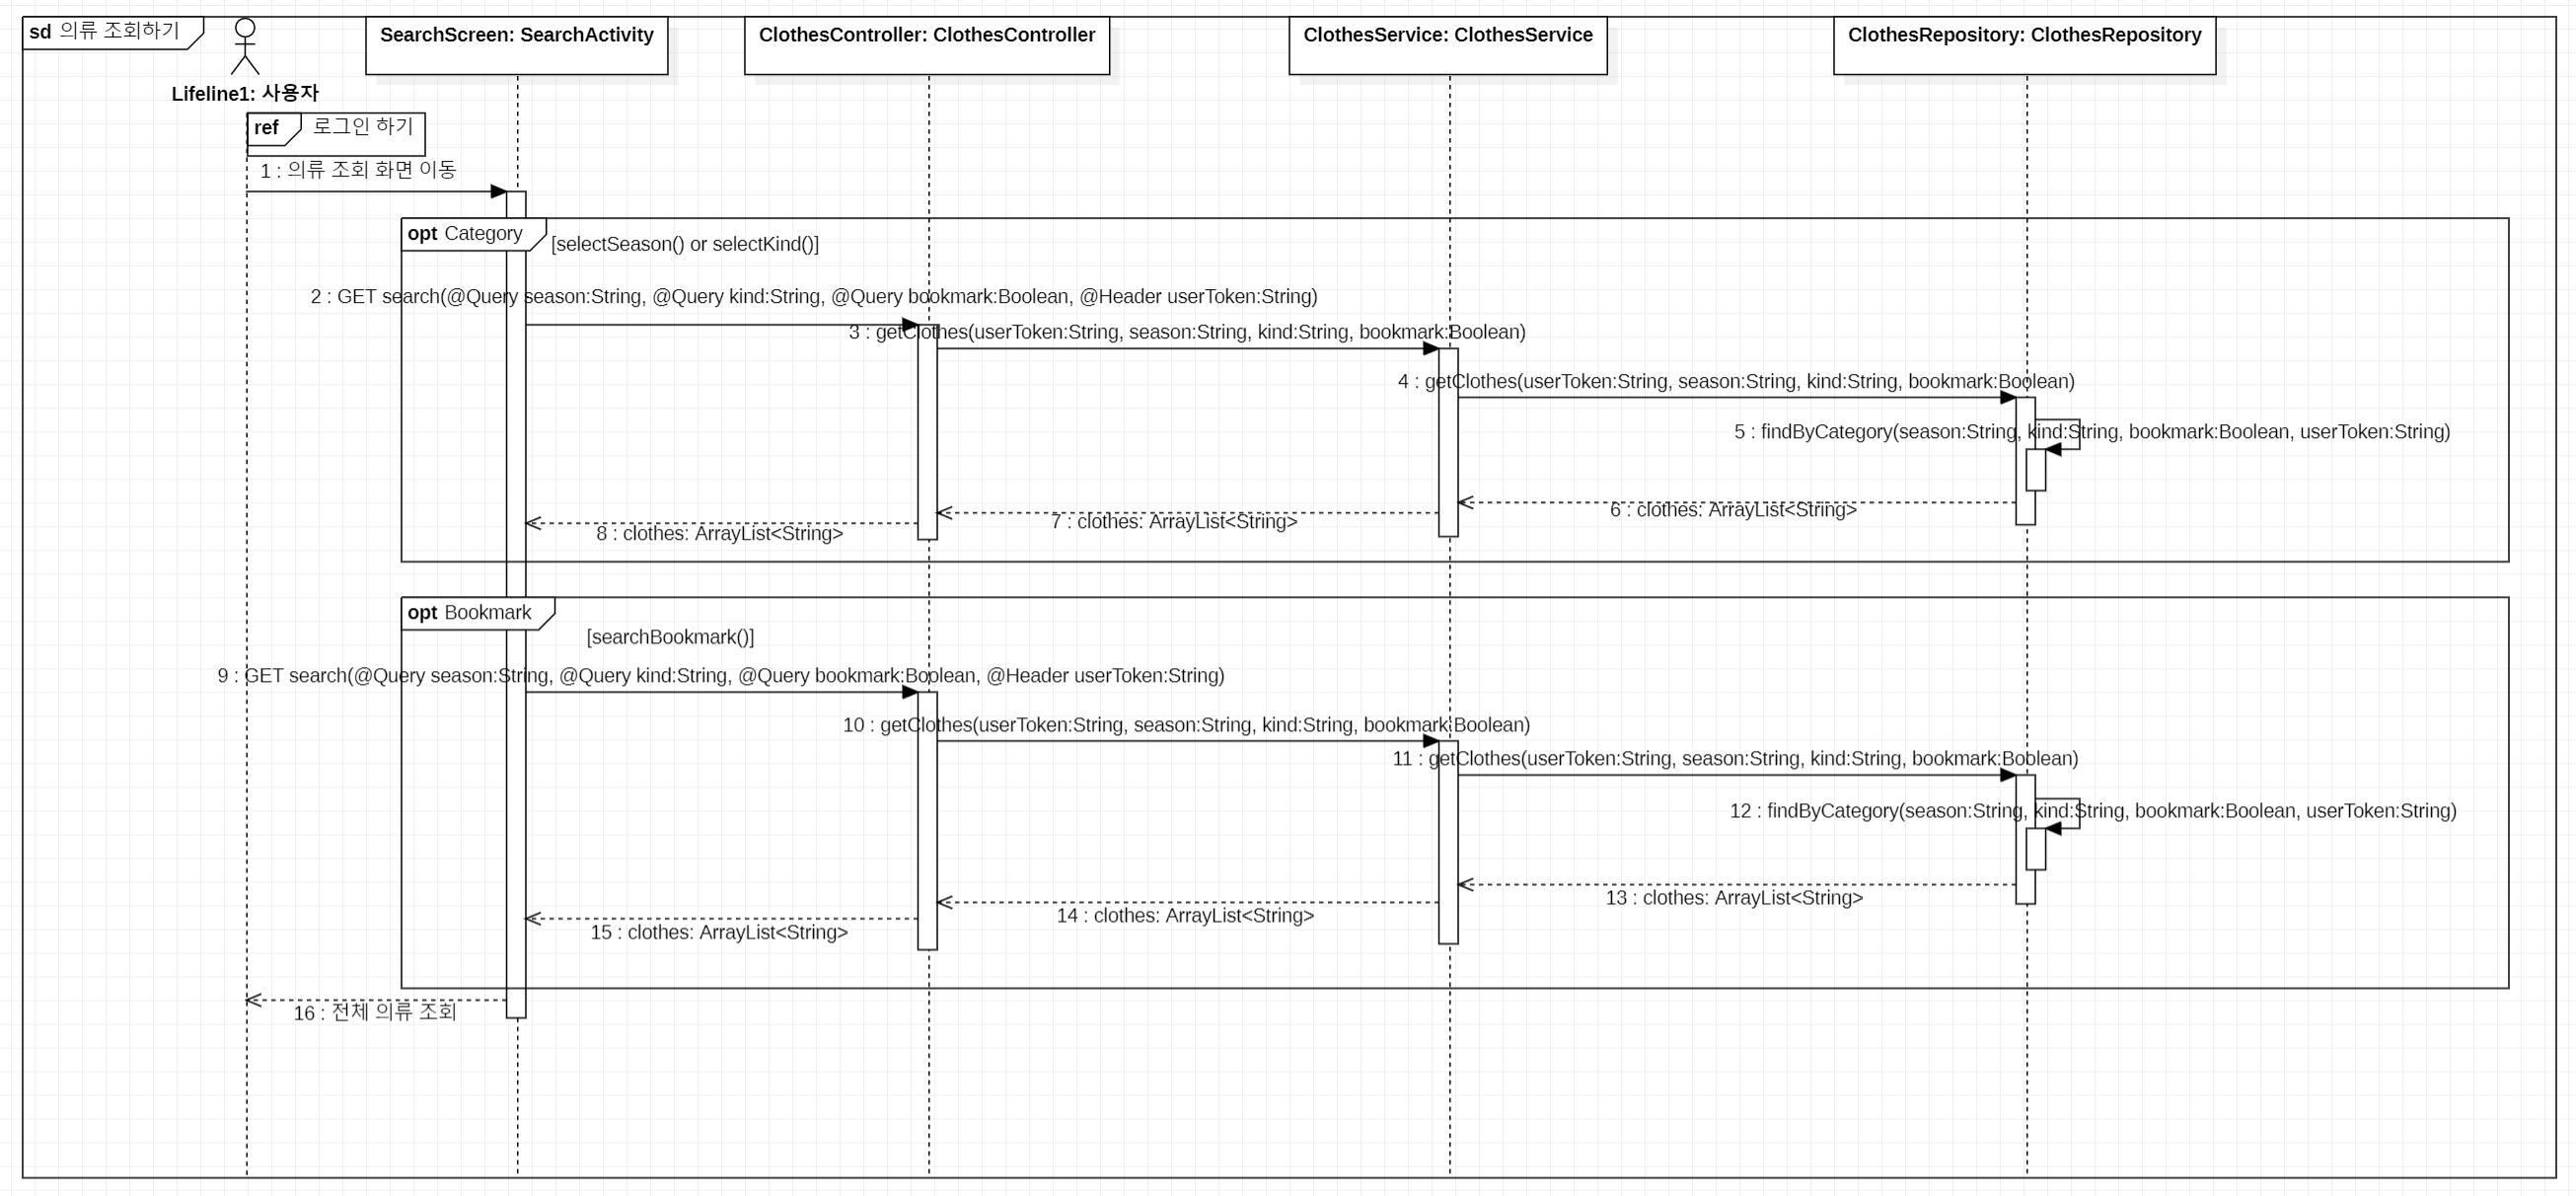 sd 의류 조회하기
SearchScreen: SearchActivity
ClothesController: ClothesController
ClothesService: ClothesService
ClothesRepository: ClothesRepository
Lifeline1: 사용자
ref 로그인 하기
1 : 의류 조회 화면 이동
opt Category
[selectSeason() or selectKind()]
2 : GET search(@Query season:String, @Query kind:String, @Query bookmark:Boolean, @Header userToken:String)
3 : getClothes(userToken:String, season:String, kind:String, bookmark:Boolean)
4 : getClothes(userToken:String, season:String, kind:String, bookmark:Boolean)
5 : findByCategory(season:String, kind:String, bookmark:Boolean, userToken:String)
6 : clothes: ArrayList<String>
7 : clothes: ArrayList<String>
8 : clothes: ArrayList<String>
opt Bookmark
[searchBookmark()]
9 : GET search(@Query season:String, @Query kind:String, @Query bookmark:Boolean, @Header userToken:String)
10 : getClothes(userToken:String, season:String, kind:String, bookmark:Boolean)
11 : getClothes(userToken:String, season:String, kind:String, bookmark:Boolean)
12 : findByCategory(season:String, kind:String, bookmark:Boolean, userToken:String)
13 : clothes: ArrayList<String>
14 : clothes: ArrayList<String>
15 : clothes: ArrayList<String>
16 : 전체 의류 조회